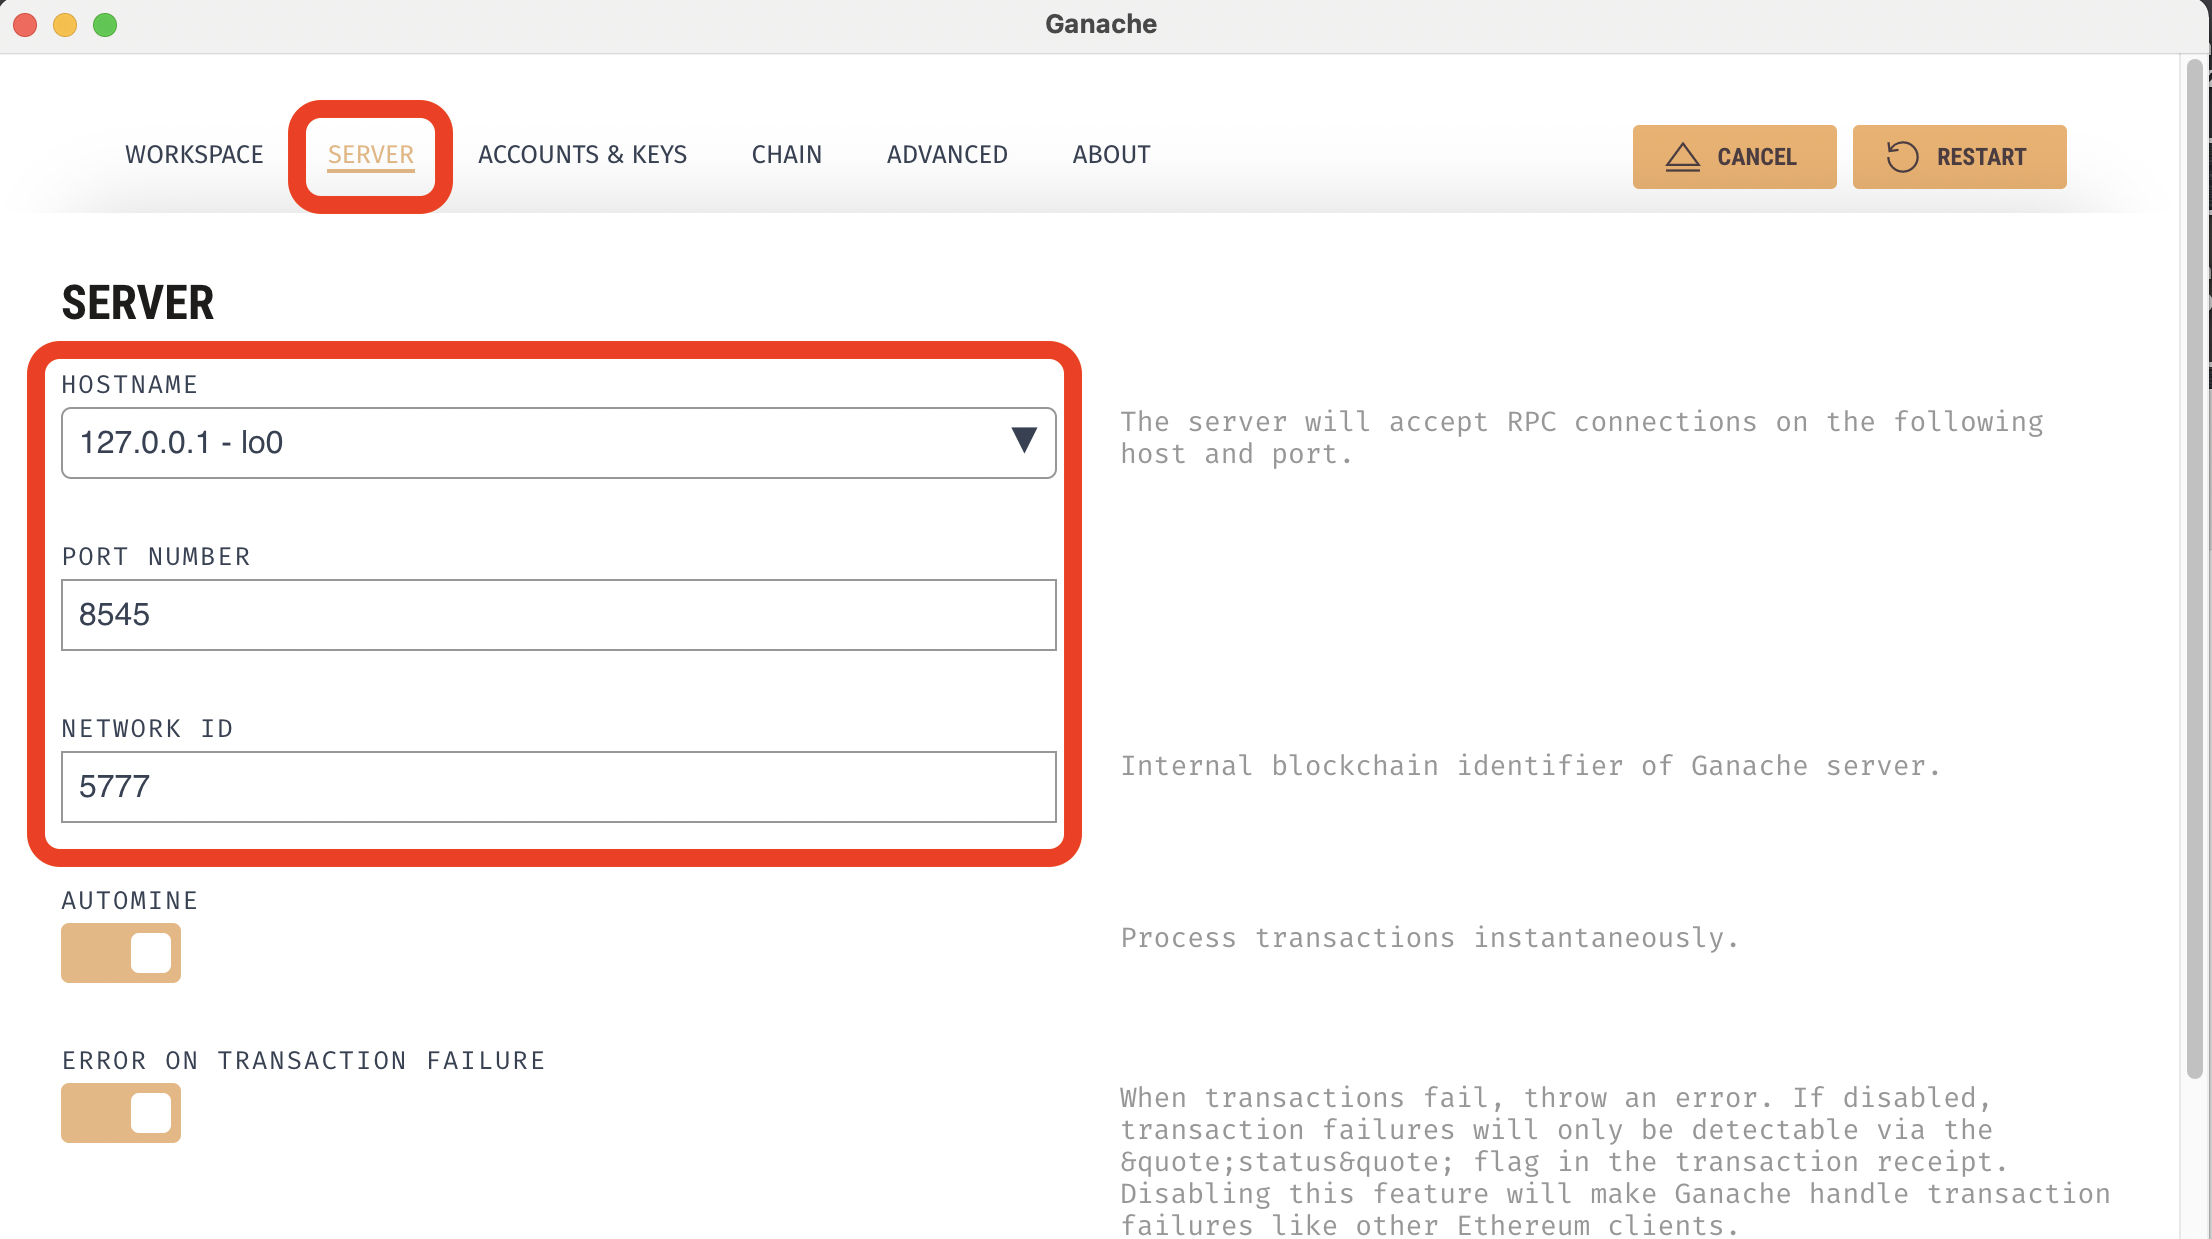 Ganache
WORKSPACE SERVER ACCOUNTS & KEYS CHAIN ADVANCED ABOUT CANCEL RESTART
SERVER
HOSTNAME
127.0.0.1 - lo0
The server will accept RPC connections on the following
host and port.
PORT NUMBER
8545
NETWORK ID
5777
Internal blockchain identifier of Ganache server.
AUTOMINE
Process transactions instantaneously.
ERROR ON TRANSACTION FAILURE
When transactions fail, throw an error. If disabled,
transaction failures will only be detectable via the
&quote;status&quote; flag in the transaction receipt.
Disabling this feature will make Ganache handle transaction
failures like other Ethereum clients.